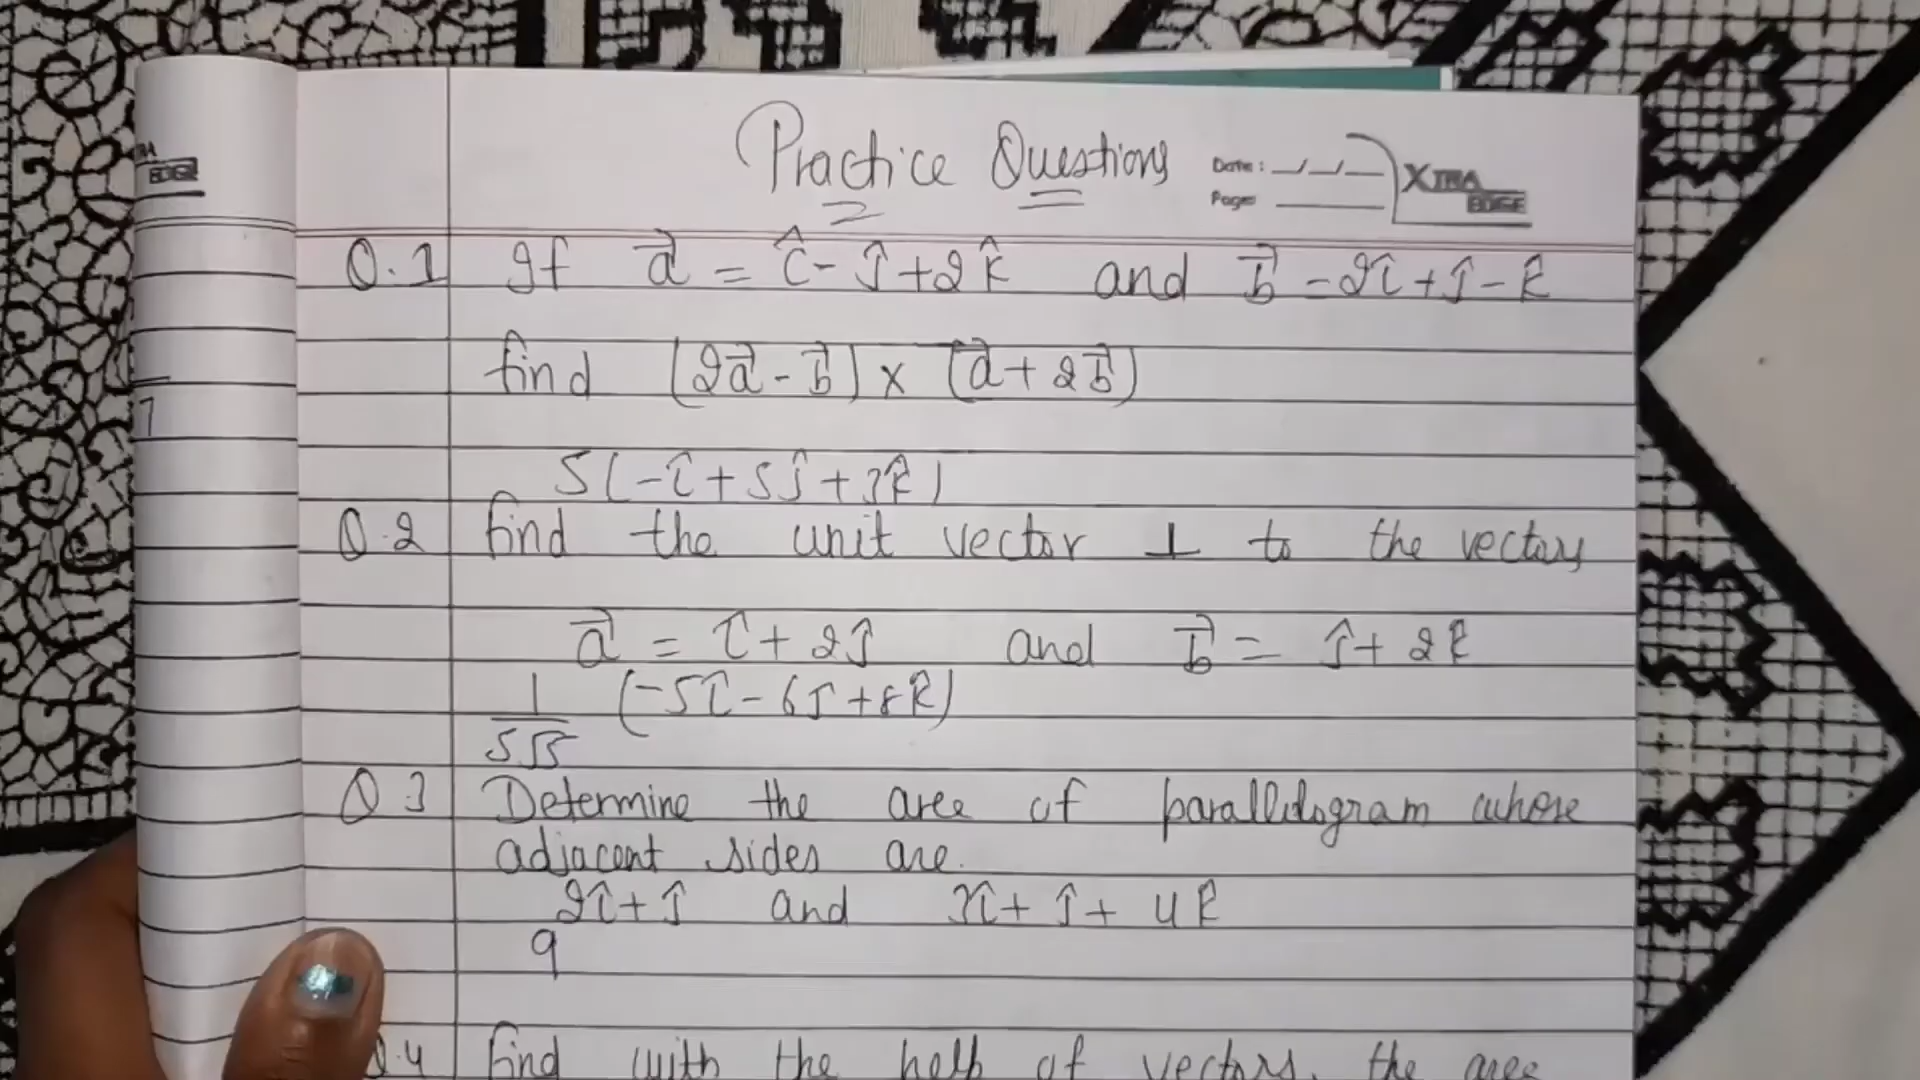 Practice Questions
Date: _/_/_
Page:
XTRA EDGE
EDGE
Q.1 If a⃗ = î - ĵ + 2k̂ and b⃗ = 2î + ĵ - k̂
find (2a⃗ - b⃗) × (a⃗ + 2b⃗)
5(-î + 5ĵ + 3k̂)
Q.2 find the unit vector ⊥ to the vectors
a⃗ = î + 2ĵ and b⃗ = ĵ + 2k̂
1/5√5 (-5î - 6ĵ + 8k̂)
Q.3 Determine the area of parallelogram whose
adjacent sides are.
2î + ĵ and 3î + ĵ + 4k̂
9
Q.4 find with the help of vectors, the area